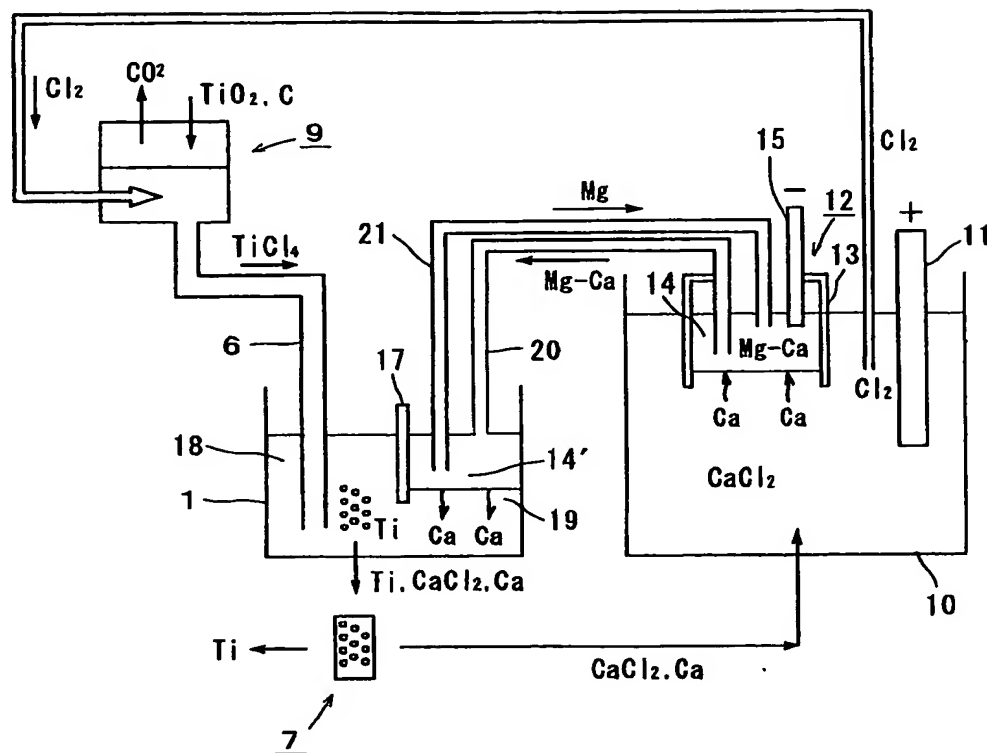 CO²
Cl₂
TiO₂.C
9
Cl₂
15
−
12
+
11
Mg
13
21
TiCl₄
Mg-Ca
14
6
20
Mg-Ca
17
Cl₂
Ca
Ca
18
14′
CaCl₂
1
19
Ti
Ca
Ca
Ti.CaCl₂.Ca
10
Ti
CaCl₂.Ca
7